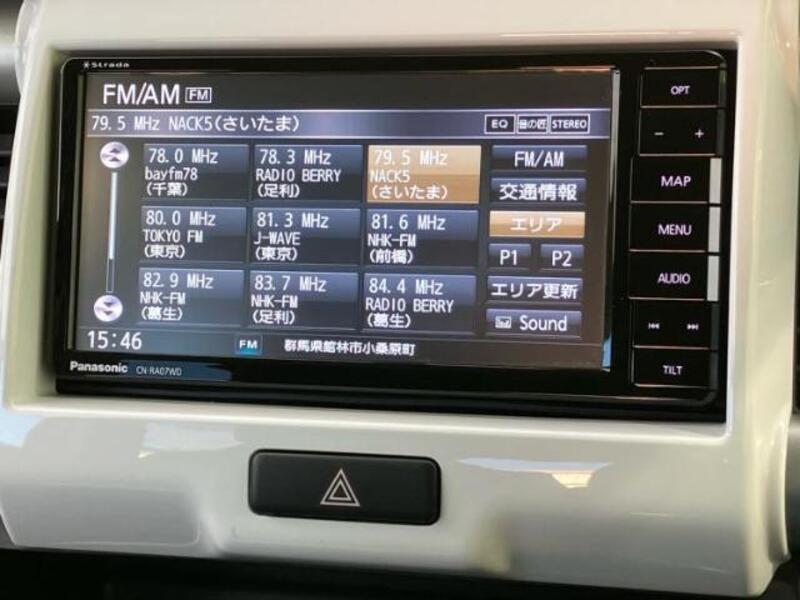 Strada
FM/AM FM
79.5 MHz NACK5(さいたま) EQ 音の匠 STEREO
78.0 MHz
bayfm78
(千葉)
78.3 MHz
RADIO BERRY
(足利)
79.5 MHz
NACK5
(さいたま)
80.0 MHz
TOKYO FM
(東京)
81.3 MHz
J-WAVE
(東京)
81.6 MHz
NHK-FM
(前橋)
82.9 MHz
NHK-FM
(葛生)
83.7 MHz
NHK-FM
(足利)
84.4 MHz
RADIO BERRY
(葛生)
FM/AM
交通情報
エリア
P1 P2
エリア更新
Sound
15:46 FM 群馬県館林市小桑原町
Panasonic CN-RA07WD
OPT
- +
MAP
MENU
AUDIO
TILT